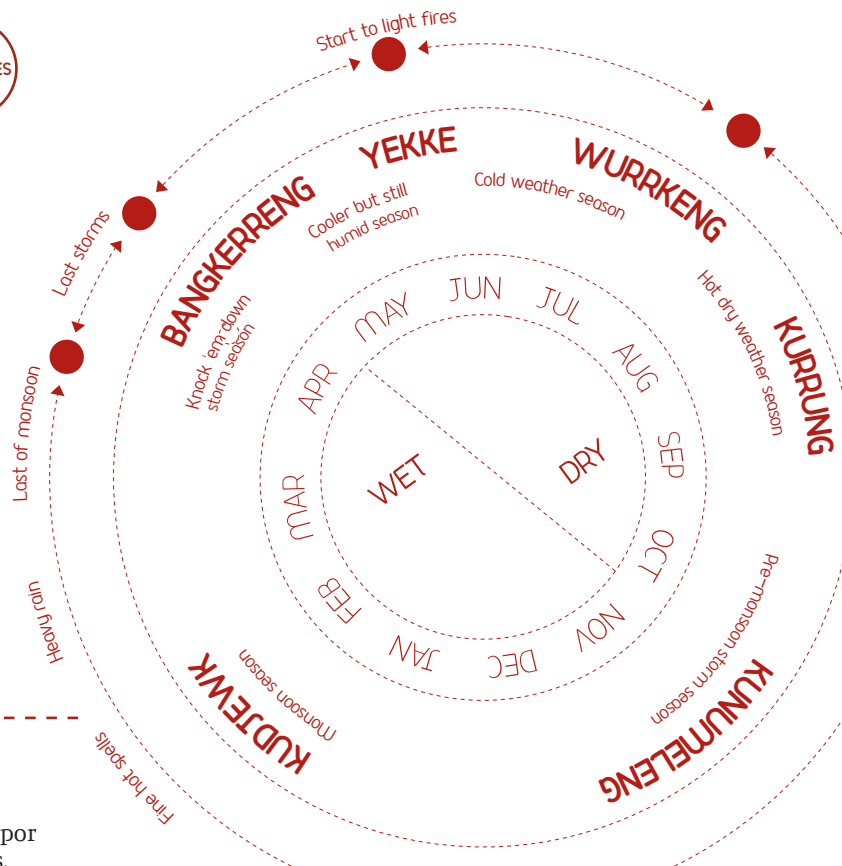 ES
Start to light fires
Last storms
Last of monsoon
Heavy rain
Fine hot spells
YEKKE
Cooler but still
humid season
WURRKENG
Cold weather season
KURRUNG
Hot dry weather season
KUNUMELENG
Pre-monsoon storm season
KUDJEWK
Monsoon season
BANGKERRENG
Knock 'em down
storm season
JUN
JUL
AUG
SEP
OCT
NOV
DEC
JAN
FEB
MAR
APR
MAY
WET
DRY
por
s.